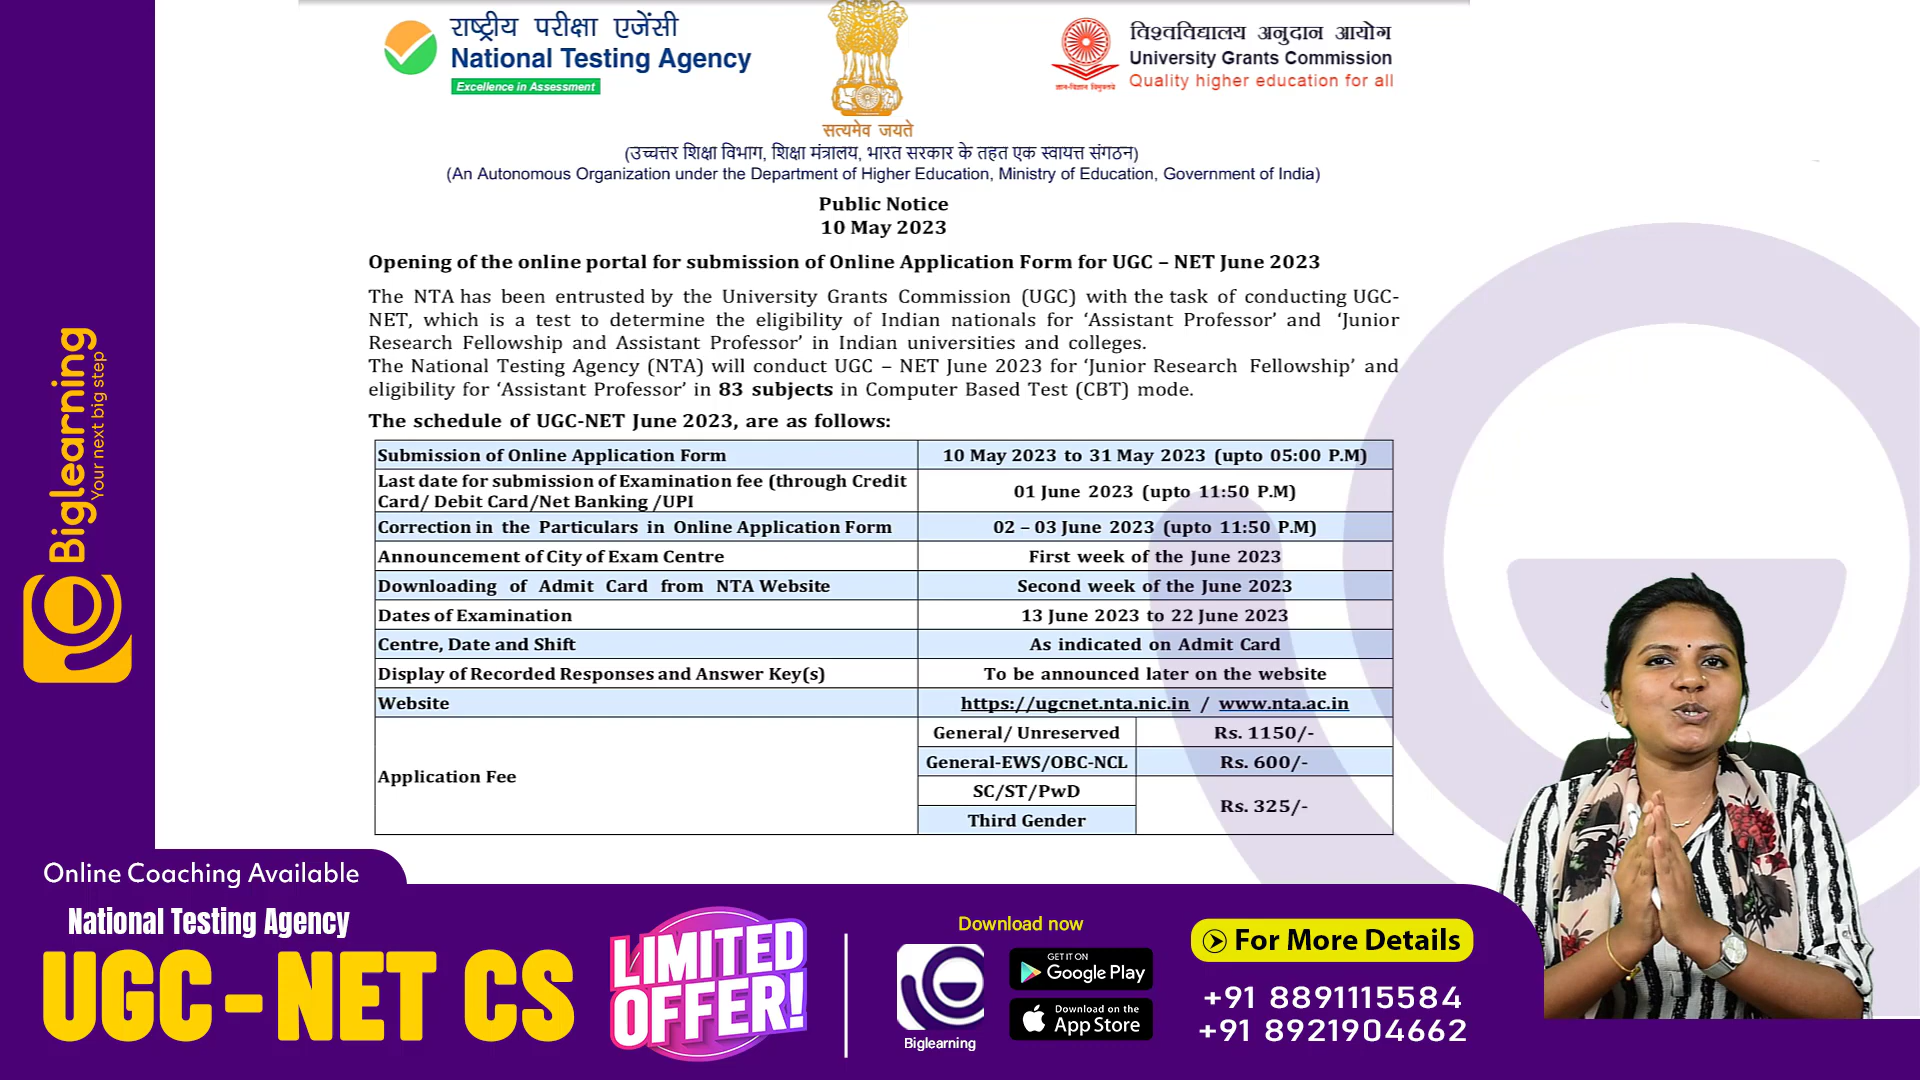 राष्ट्रीय परीक्षा एजेंसी
National Testing Agency
Excellence in Assessment
सत्यमेव जयते
विश्वविद्यालय अनुदान आयोग
University Grants Commission
Quality higher education for all
ज्ञान-विज्ञान विमुक्तये
(उच्चत्तर शिक्षा विभाग, शिक्षा मंत्रालय, भारत सरकार के तहत एक स्वायत्त संगठन)
(An Autonomous Organization under the Department of Higher Education, Ministry of Education, Government of India)
Public Notice
10 May 2023
Opening of the online portal for submission of Online Application Form for UGC – NET June 2023
The NTA has been entrusted by the University Grants Commission (UGC) with the task of conducting UGC-
NET, which is a test to determine the eligibility of Indian nationals for ‘Assistant Professor’ and ‘Junior
Research Fellowship and Assistant Professor’ in Indian universities and colleges.
The National Testing Agency (NTA) will conduct UGC – NET June 2023 for ‘Junior Research Fellowship’ and
eligibility for ‘Assistant Professor’ in 83 subjects in Computer Based Test (CBT) mode.
The schedule of UGC-NET June 2023, are as follows:
Submission of Online Application Form 10 May 2023 to 31 May 2023 (upto 05:00 P.M)
Last date for submission of Examination fee (through Credit
Card/ Debit Card/Net Banking /UPI 01 June 2023 (upto 11:50 P.M)
Correction in the Particulars in Online Application Form 02 – 03 June 2023 (upto 11:50 P.M)
Announcement of City of Exam Centre First week of the June 2023
Downloading of Admit Card from NTA Website Second week of the June 2023
Dates of Examination 13 June 2023 to 22 June 2023
Centre, Date and Shift As indicated on Admit Card
Display of Recorded Responses and Answer Key(s) To be announced later on the website
Website https://ugcnet.nta.nic.in / www.nta.ac.in
Application Fee
General/ Unreserved Rs. 1150/-
General-EWS/OBC-NCL Rs. 600/-
SC/ST/PwD
Third Gender Rs. 325/-
Biglearning
Your next big step
Online Coaching Available
National Testing Agency
UGC-NET CS
LIMITED
OFFER!
Download now
Biglearning
GET IT ON
Google Play
Download on the
App Store
For More Details
+91 8891115584
+91 8921904662